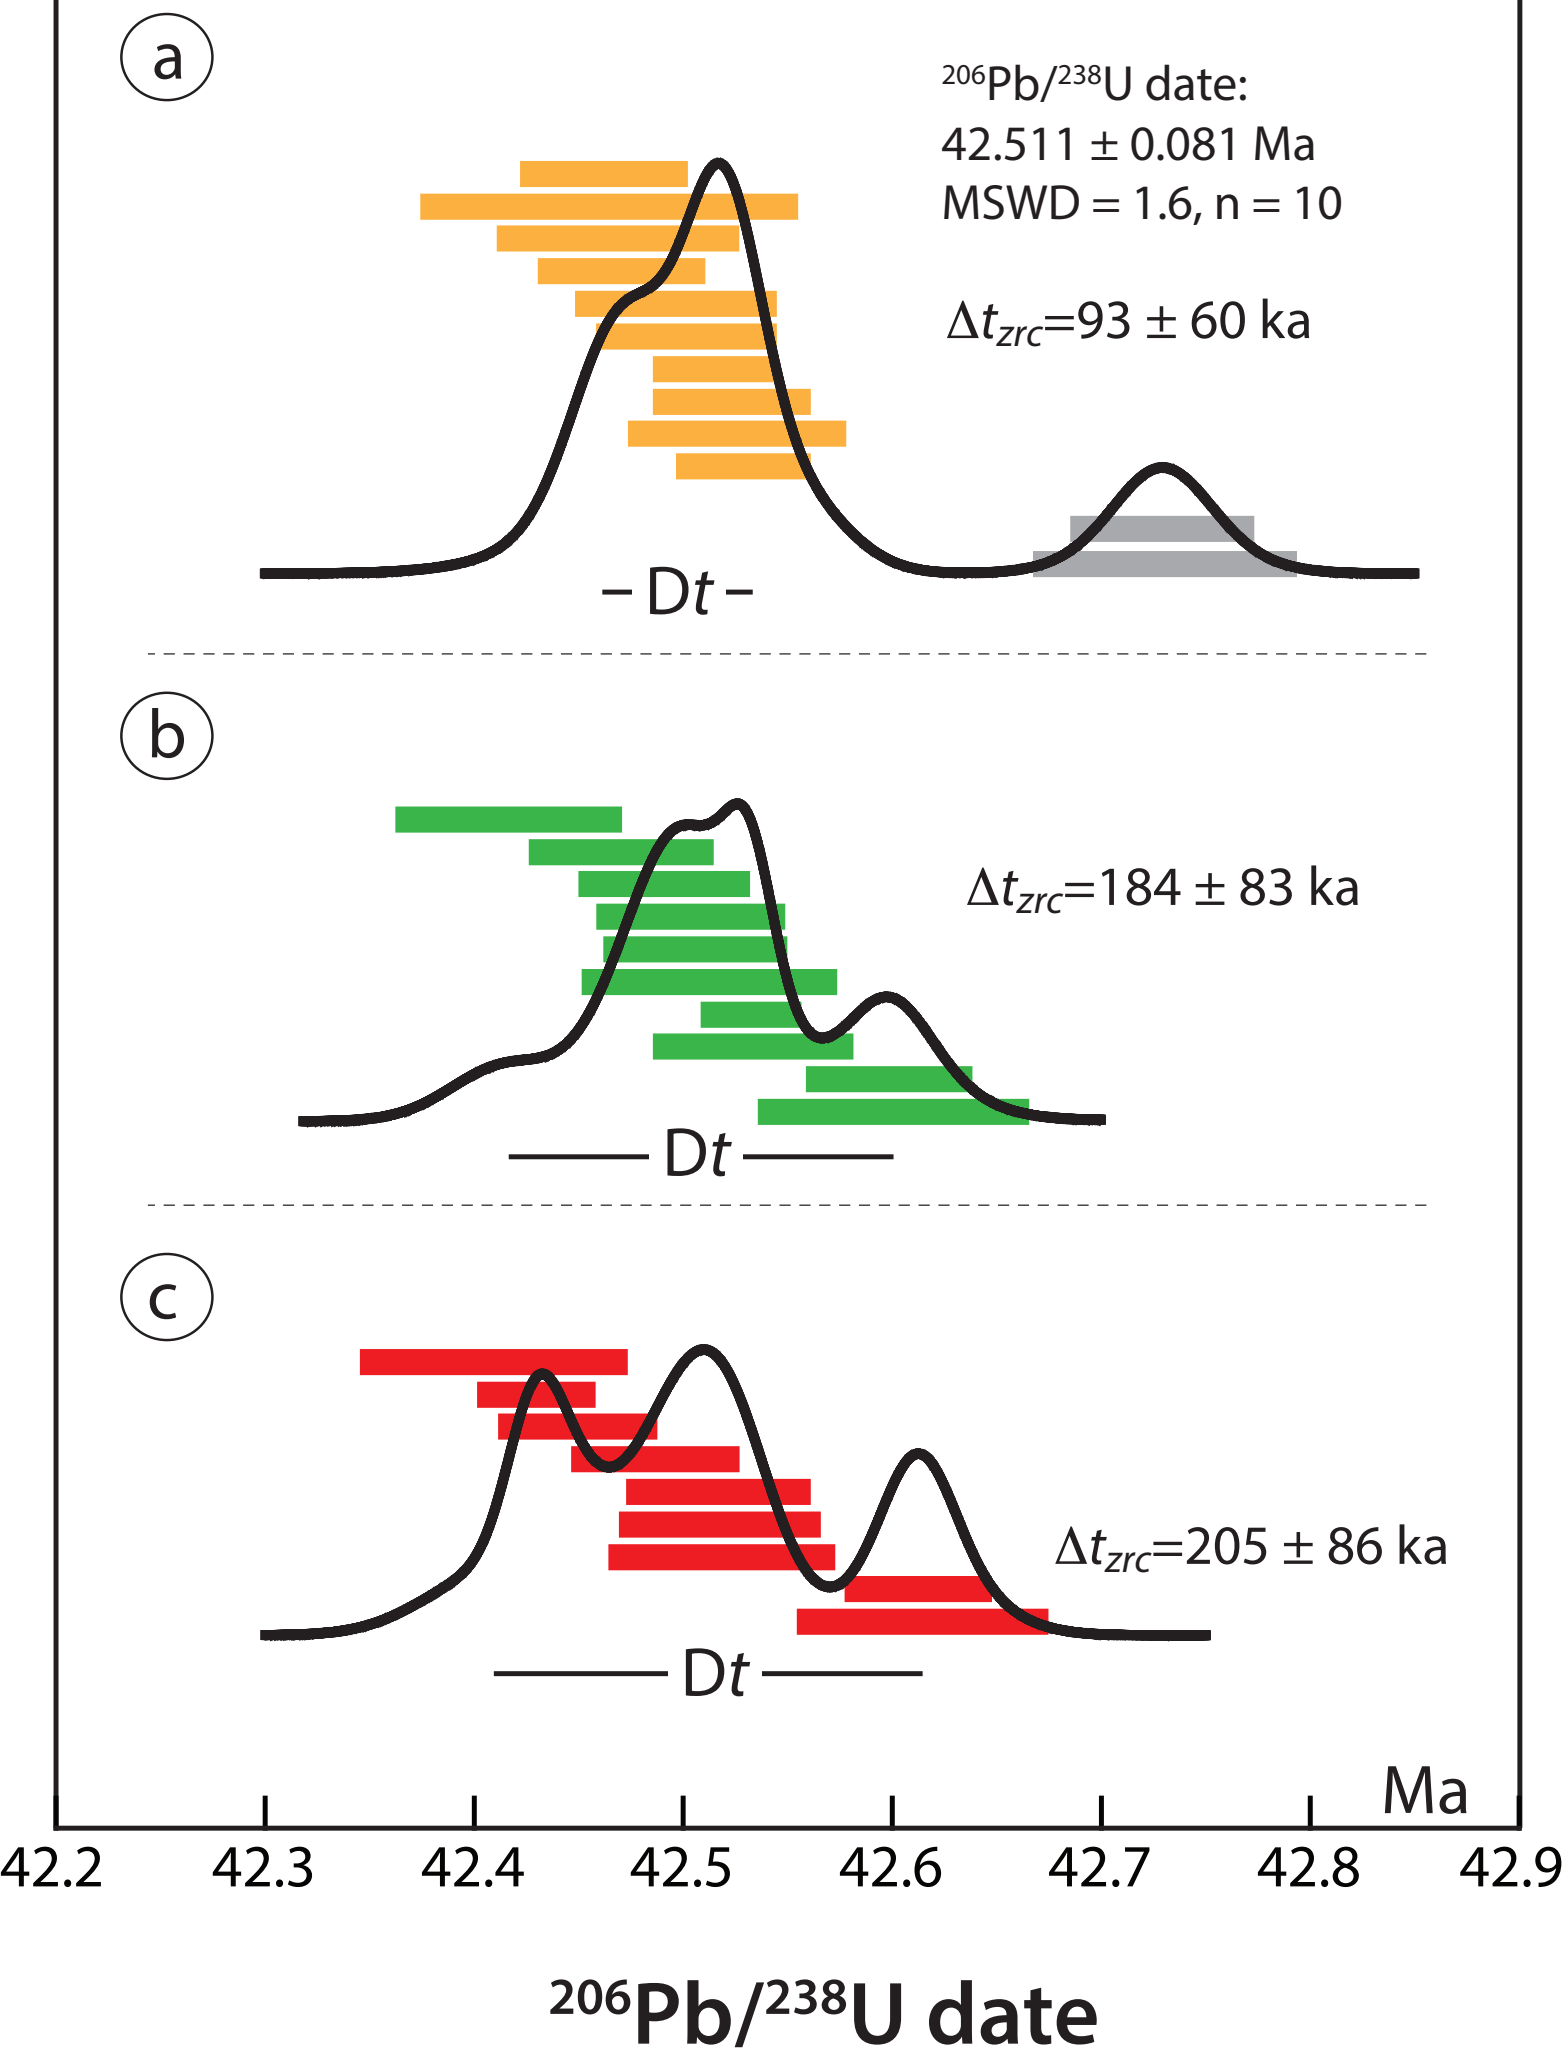 a
²⁰⁶Pb/²³⁸U date:
42.511 ± 0.081 Ma
MSWD = 1.6, n = 10
Δtzrc=93 ± 60 ka
Dt
b
Δtzrc=184 ± 83 ka
Dt
c
Δtzrc=205 ± 86 ka
Dt
Ma
42.2 42.3 42.4 42.5 42.6 42.7 42.8 42.9
²⁰⁶Pb/²³⁸U date